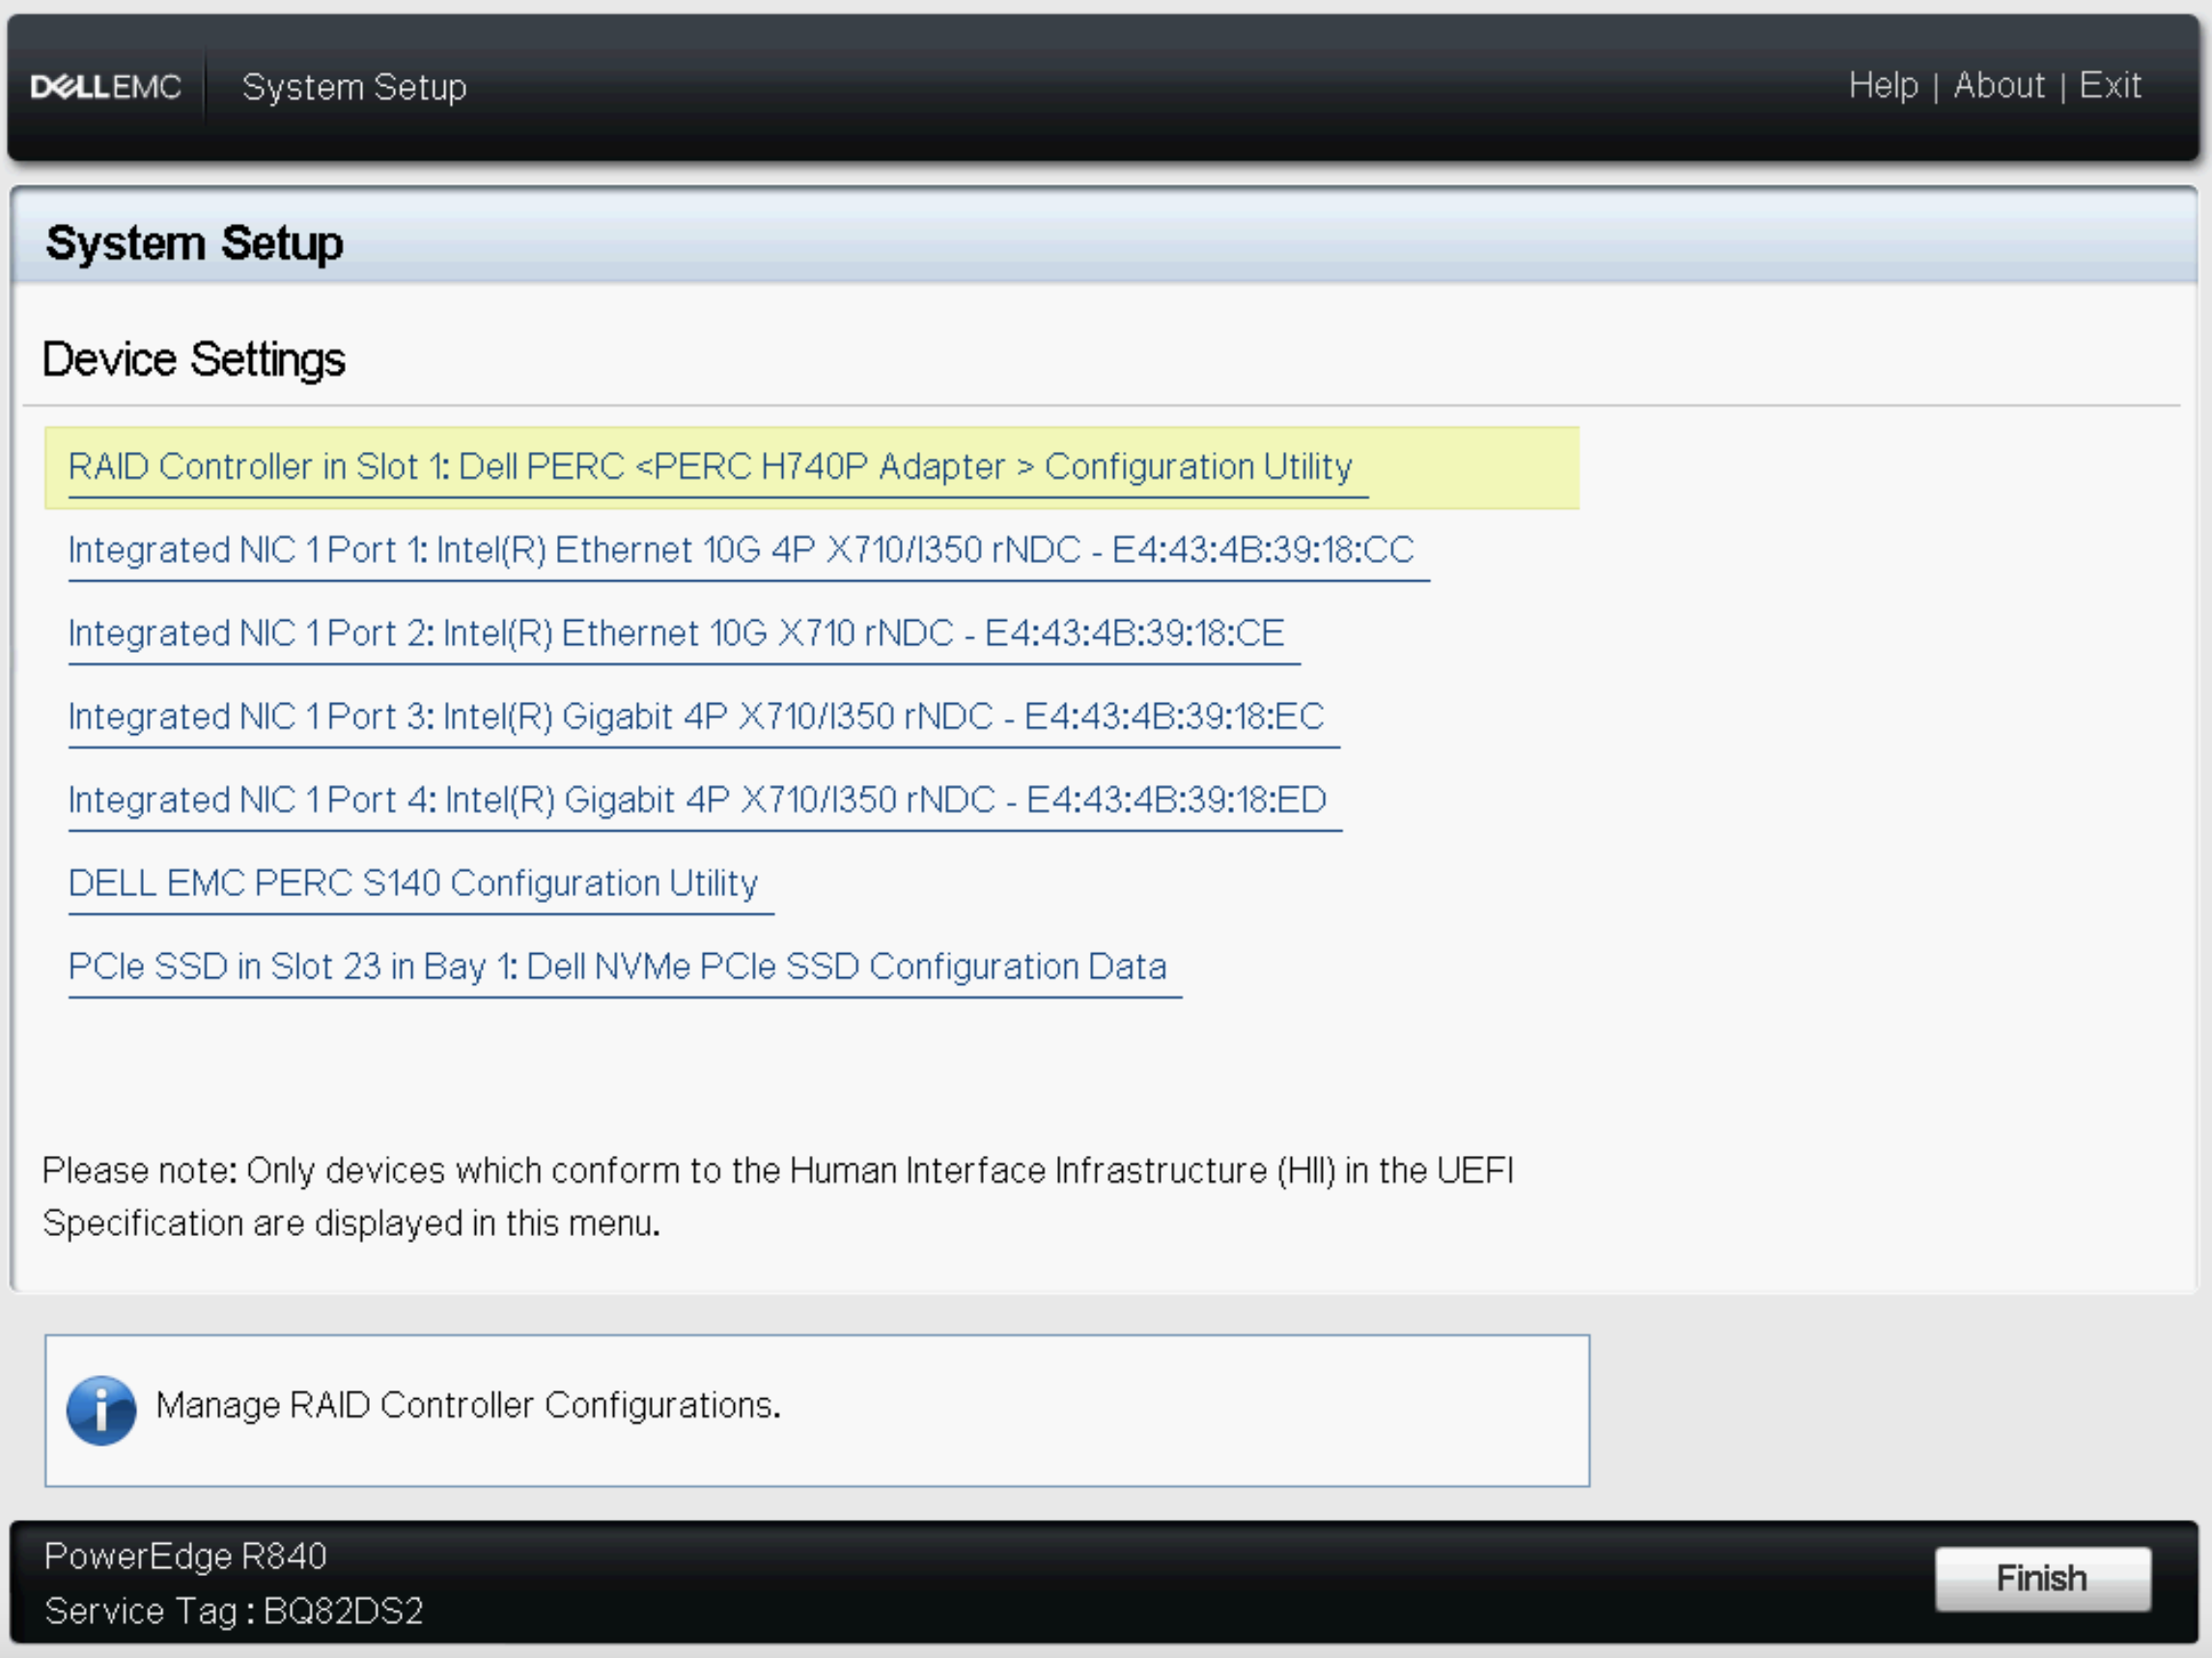 DELLEMC System Setup Help | About | Exit
System Setup
Device Settings
RAID Controller in Slot 1: Dell PERC <PERC H740P Adapter > Configuration Utility
Integrated NIC 1 Port 1: Intel(R) Ethernet 10G 4P X710/I350 rNDC - E4:43:4B:39:18:CC
Integrated NIC 1 Port 2: Intel(R) Ethernet 10G X710 rNDC - E4:43:4B:39:18:CE
Integrated NIC 1 Port 3: Intel(R) Gigabit 4P X710/I350 rNDC - E4:43:4B:39:18:EC
Integrated NIC 1 Port 4: Intel(R) Gigabit 4P X710/I350 rNDC - E4:43:4B:39:18:ED
DELL EMC PERC S140 Configuration Utility
PCIe SSD in Slot 23 in Bay 1: Dell NVMe PCIe SSD Configuration Data
Please note: Only devices which conform to the Human Interface Infrastructure (HII) in the UEFI
Specification are displayed in this menu.
Manage RAID Controller Configurations.
PowerEdge R840
Service Tag : BQ82DS2
Finish